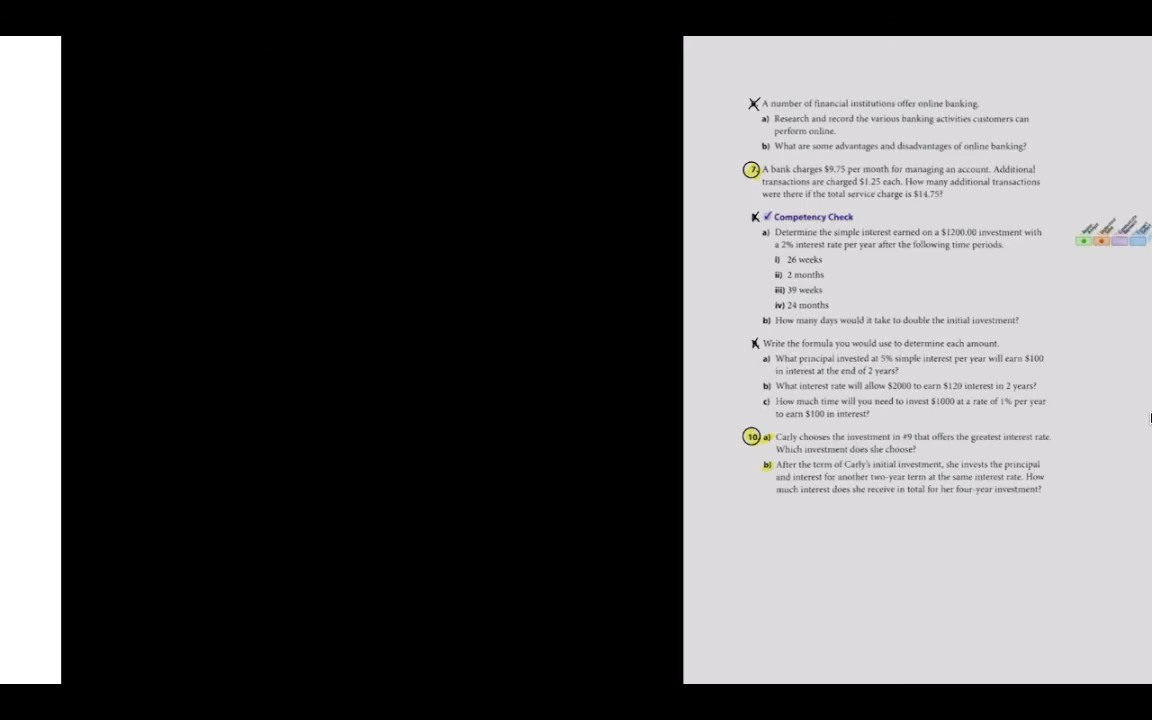 A number of financial institutions offer online banking.
a) Research and record the various banking activities customers can
perform online.
b) What are some advantages and disadvantages of online banking?
7. A bank charges $9.75 per month for managing an account. Additional
transactions are charged $1.25 each. How many additional transactions
were there if the total service charge is $14.75?
✓ Competency Check
a) Determine the simple interest earned on a $1200.00 investment with
a 2% interest rate per year after the following time periods.
i) 26 weeks
ii) 2 months
iii) 39 weeks
iv) 24 months
b) How many days would it take to double the initial investment?
Write the formula you would use to determine each amount.
a) What principal invested at 5% simple interest per year will earn $100
in interest at the end of 2 years?
b) What interest rate will allow $2000 to earn $120 interest in 2 years?
c) How much time will you need to invest $1000 at a rate of 1% per year
to earn $100 in interest?
10. a) Carly chooses the investment in #9 that offers the greatest interest rate.
Which investment does she choose?
b) After the term of Carly's initial investment, she invests the principal
and interest for another two-year term at the same interest rate. How
much interest does she receive in total for her four-year investment?